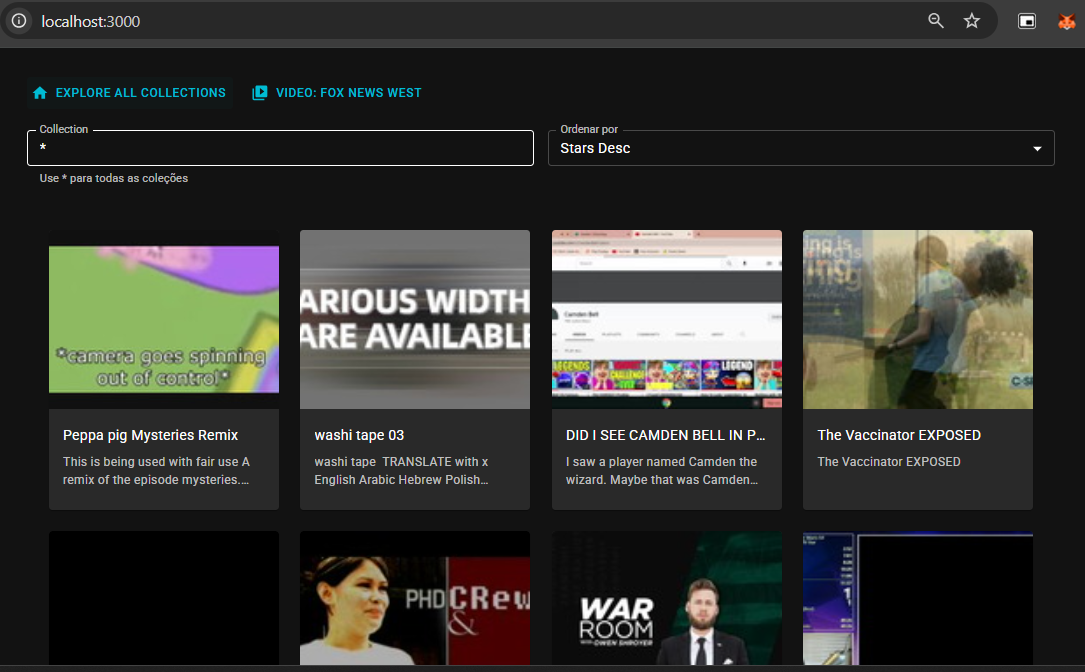 localhost:3000
EXPLORE ALL COLLECTIONS
VIDEO: FOX NEWS WEST
Collection
*
Use * para todas as coleções
Ordenar por
Stars Desc
*camera goes spinning
out of control*
ARIOUS WIDTH
ARE AVAILABLE
Camden Bell
LEGENDS
CHALLENGE
LEGEND
C-S
Peppa pig Mysteries Remix
This is being used with fair use A
remix of the episode mysteries....
washi tape 03
washi tape TRANSLATE with x
English Arabic Hebrew Polish...
DID I SEE CAMDEN BELL IN P...
I saw a player named Camden the
wizard. Maybe that was Camden...
The Vaccinator EXPOSED
The Vaccinator EXPOSED
PHD CRew
&
WAR
ROOM
WITH OWEN SHROYER